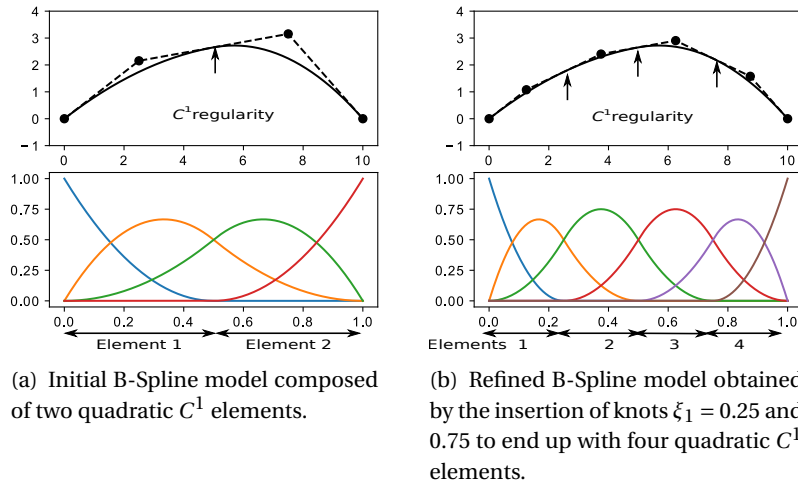 4
3
2
1
0
−1
C¹regularity
0 2 4 6 8 10
1.00
0.75
0.50
0.25
0.00
0.0 0.2 0.4 0.6 0.8 1.0
Element 1 Element 2
(a) Initial B-Spline model composed
of two quadratic C¹ elements.
4
3
2
1
0
−1
C¹regularity
0 2 4 6 8 10
1.00
0.75
0.50
0.25
0.00
0.0 0.2 0.4 0.6 0.8 1.0
Elements 1 2 3 4
(b) Refined B-Spline model obtained
by the insertion of knots ξ₁ = 0.25 and
0.75 to end up with four quadratic C¹
elements.